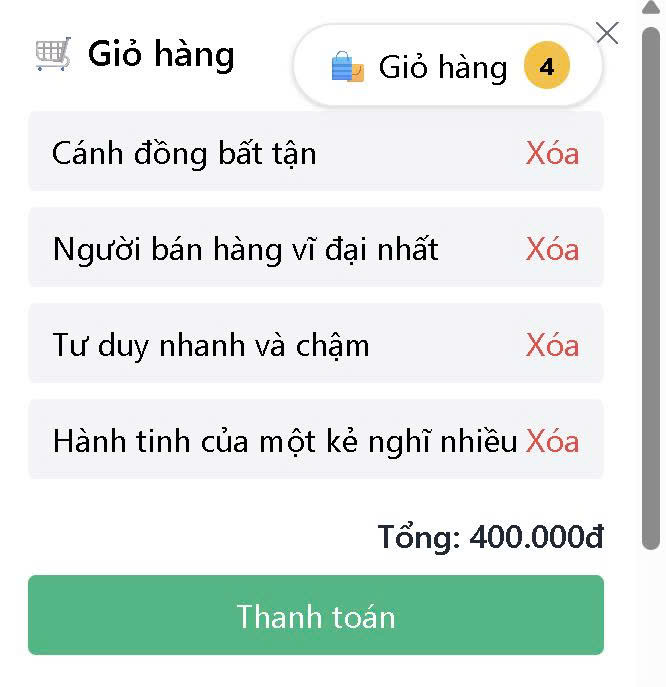 Giỏ hàng
Giỏ hàng 4
Cánh đồng bất tận Xóa
Người bán hàng vĩ đại nhất Xóa
Tư duy nhanh và chậm Xóa
Hành tinh của một kẻ nghĩ nhiều Xóa
Tổng: 400.000đ
Thanh toán